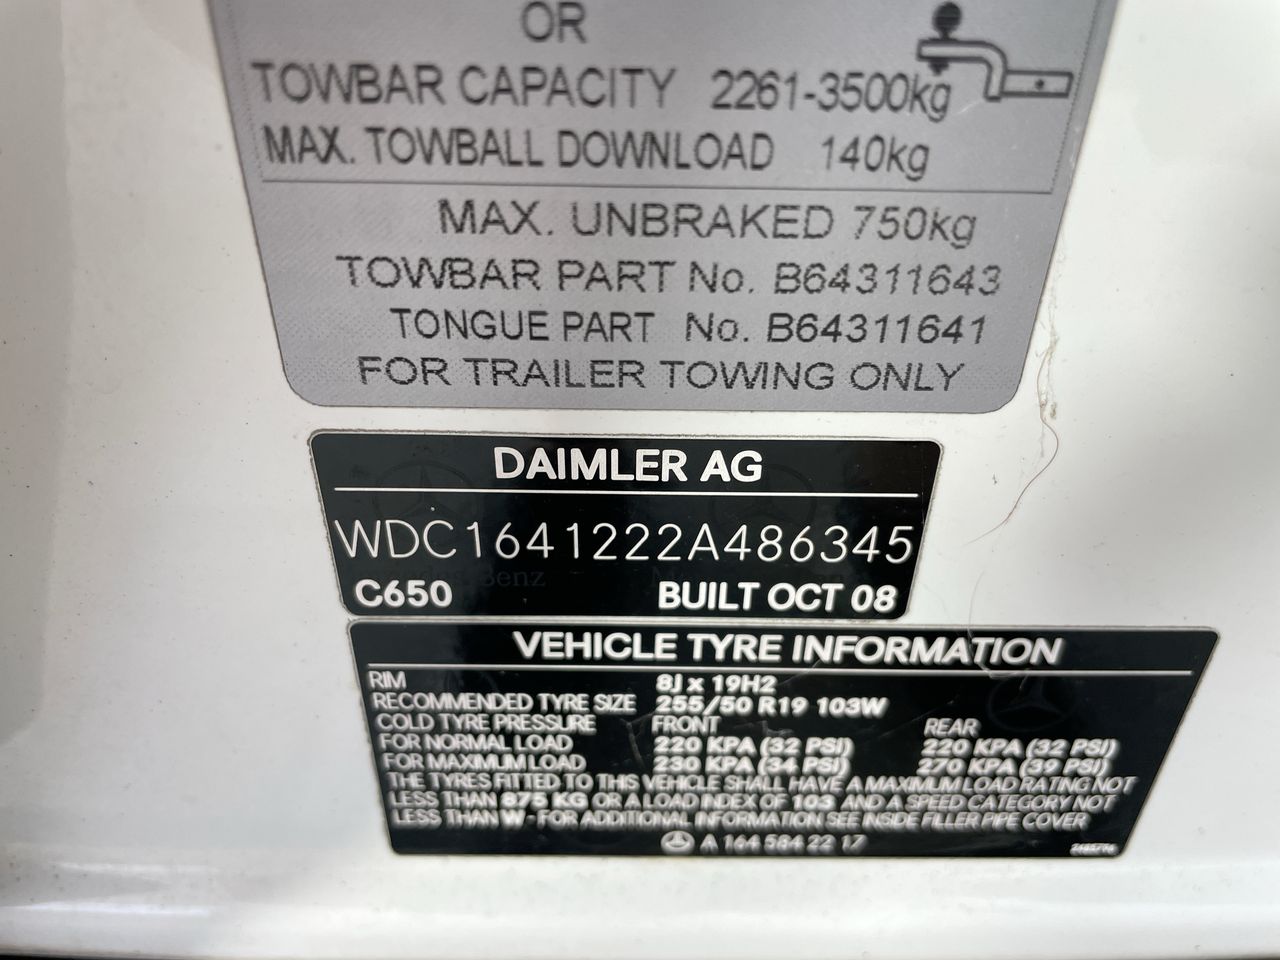 OR
TOWBAR CAPACITY 2261-3500kg
MAX. TOWBALL DOWNLOAD 140kg
MAX. UNBRAKED 750kg
TOWBAR PART No. B64311643
TONGUE PART No. B64311641
FOR TRAILER TOWING ONLY
DAIMLER AG
WDC1641222A486345
C650 BUILT OCT 08
VEHICLE TYRE INFORMATION
RIM 8J x 19H2
RECOMMENDED TYRE SIZE 255/50 R19 103W
COLD TYRE PRESSURE FRONT REAR
FOR NORMAL LOAD 220 KPA (32 PSI) 220 KPA (32 PSI)
FOR MAXIMUM LOAD 230 KPA (34 PSI) 270 KPA (39 PSI)
THE TYRES FITTED TO THIS VEHICLE SHALL HAVE A MAXIMUM LOAD RATING NOT
LESS THAN 875 KG OR A LOAD INDEX OF 103 AND A SPEED CATEGORY NOT
LESS THAN W - FOR ADDITIONAL INFORMATION SEE INSIDE FILLER PIPE COVER
A 164 584 22 17